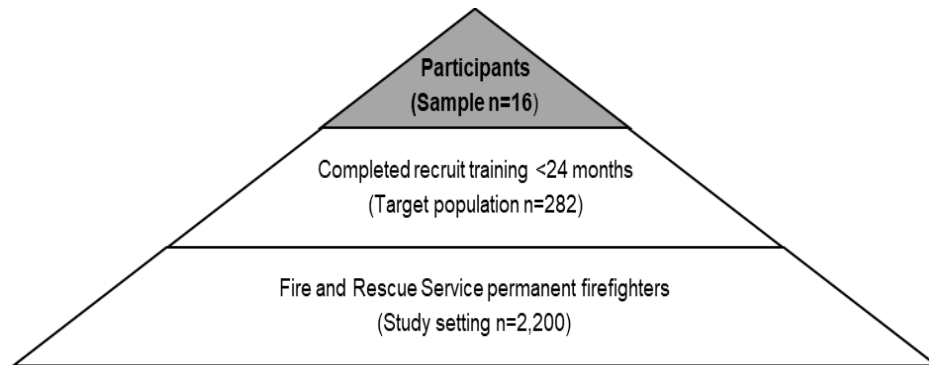 Participants
(Sample n=16)
Completed recruit training <24 months
(Target population n=282)
Fire and Rescue Service permanent firefighters
(Study setting n=2,200)